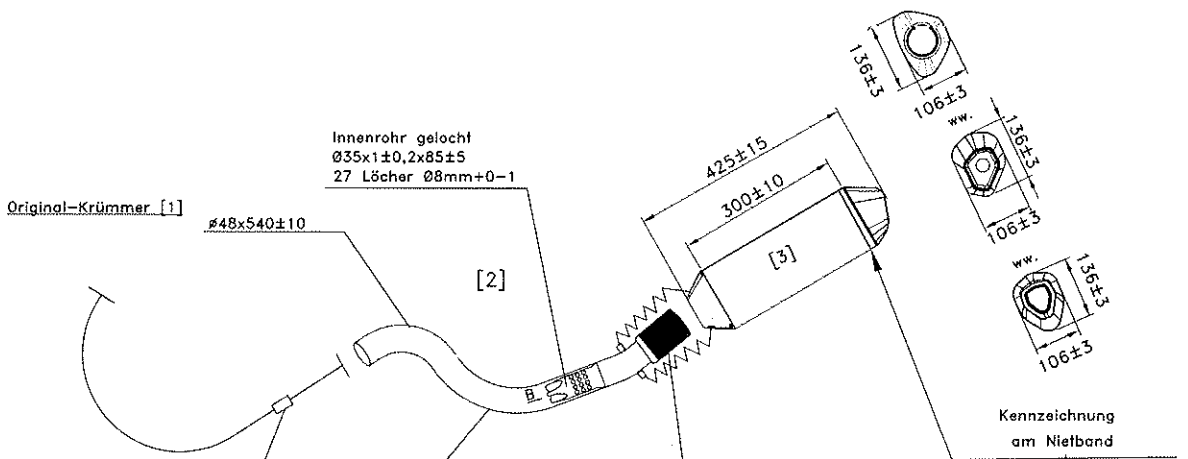 136±3
106±3
ww.
136±3
106±3
ww.
136±3
106±3
Innenrohr gelocht
Ø35x1±0,2x85±5
27 Löcher Ø8mm+0-1
425±15
300±10
Original-Krümmer [1]
ø48x540±10
[2]
[3]
B
Kennzeichnung
am Nietband